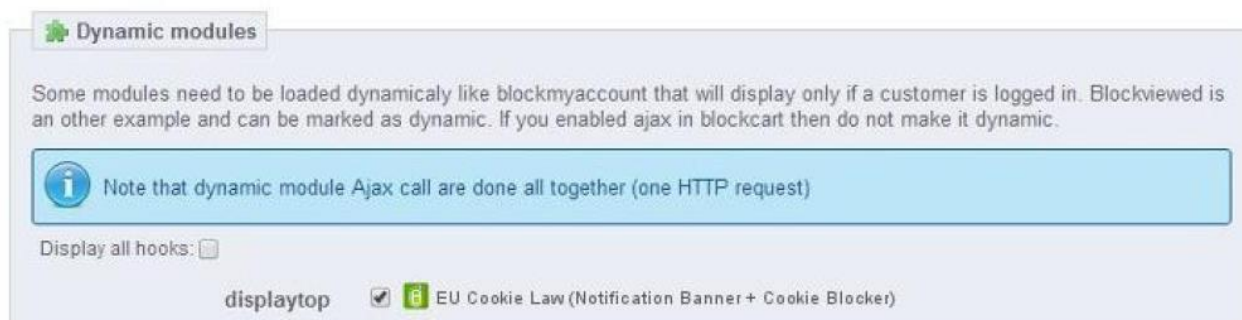 Dynamic modules
Some modules need to be loaded dynamicaly like blockmyaccount that will display only if a customer is logged in. Blockviewed is
an other example and can be marked as dynamic. If you enabled ajax in blockcart then do not make it dynamic.
Note that dynamic module Ajax call are done all together (one HTTP request)
Display all hooks:
displaytop EU Cookie Law (Notification Banner + Cookie Blocker)